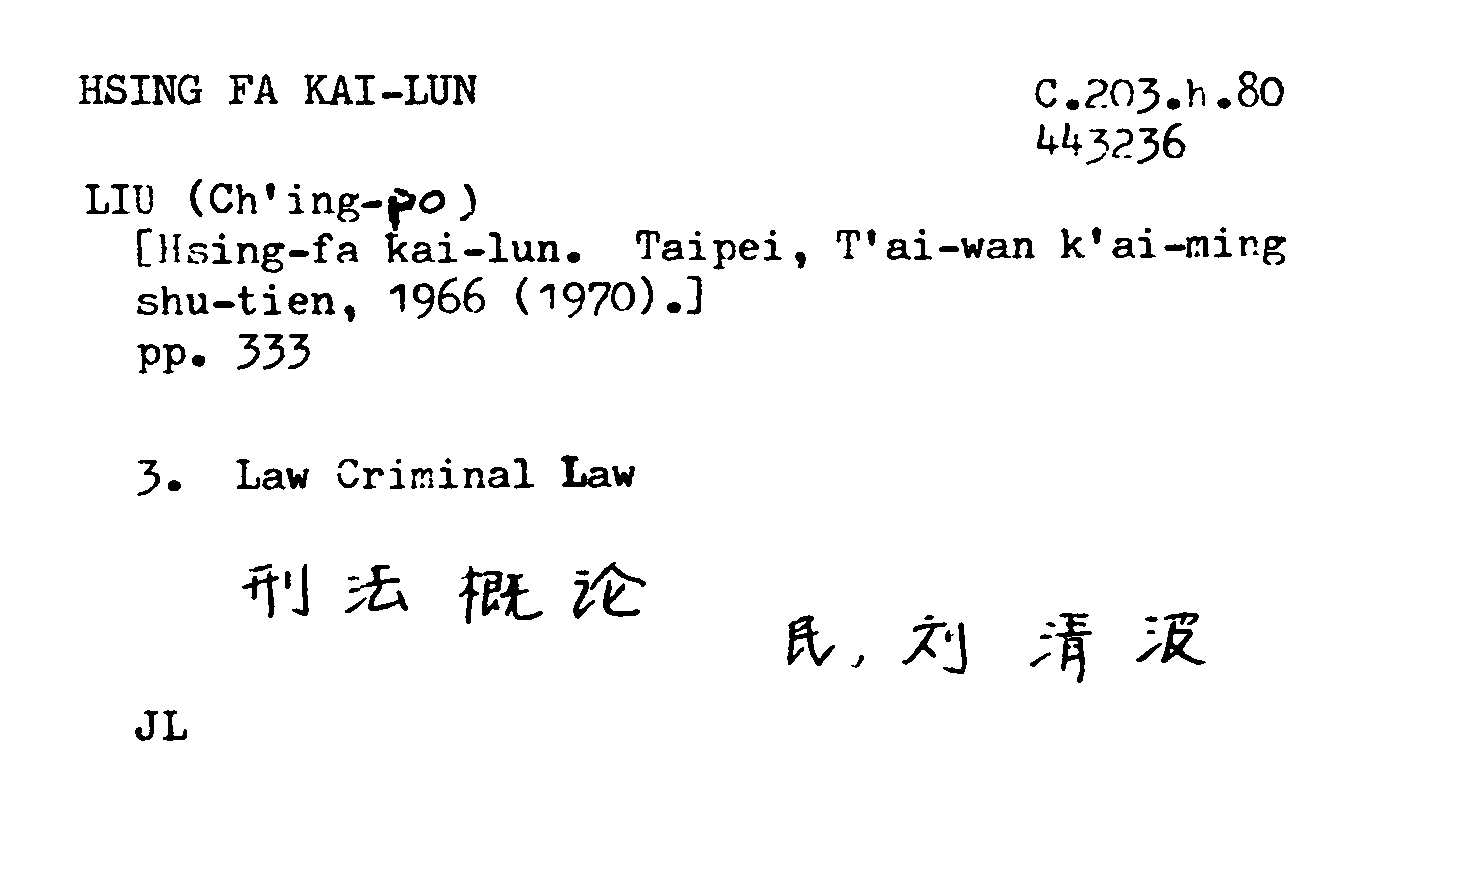 HSING FA KAI-LUN
C.203.h.80
443236
LIU (Ch'ing-po)
[Hsing-fa kai-lun. Taipei, T'ai-wan k'ai-ming
shu-tien, 1966 (1970).]
pp. 333
3. Law Criminal Law
刑法概论
民, 刘清波
JL